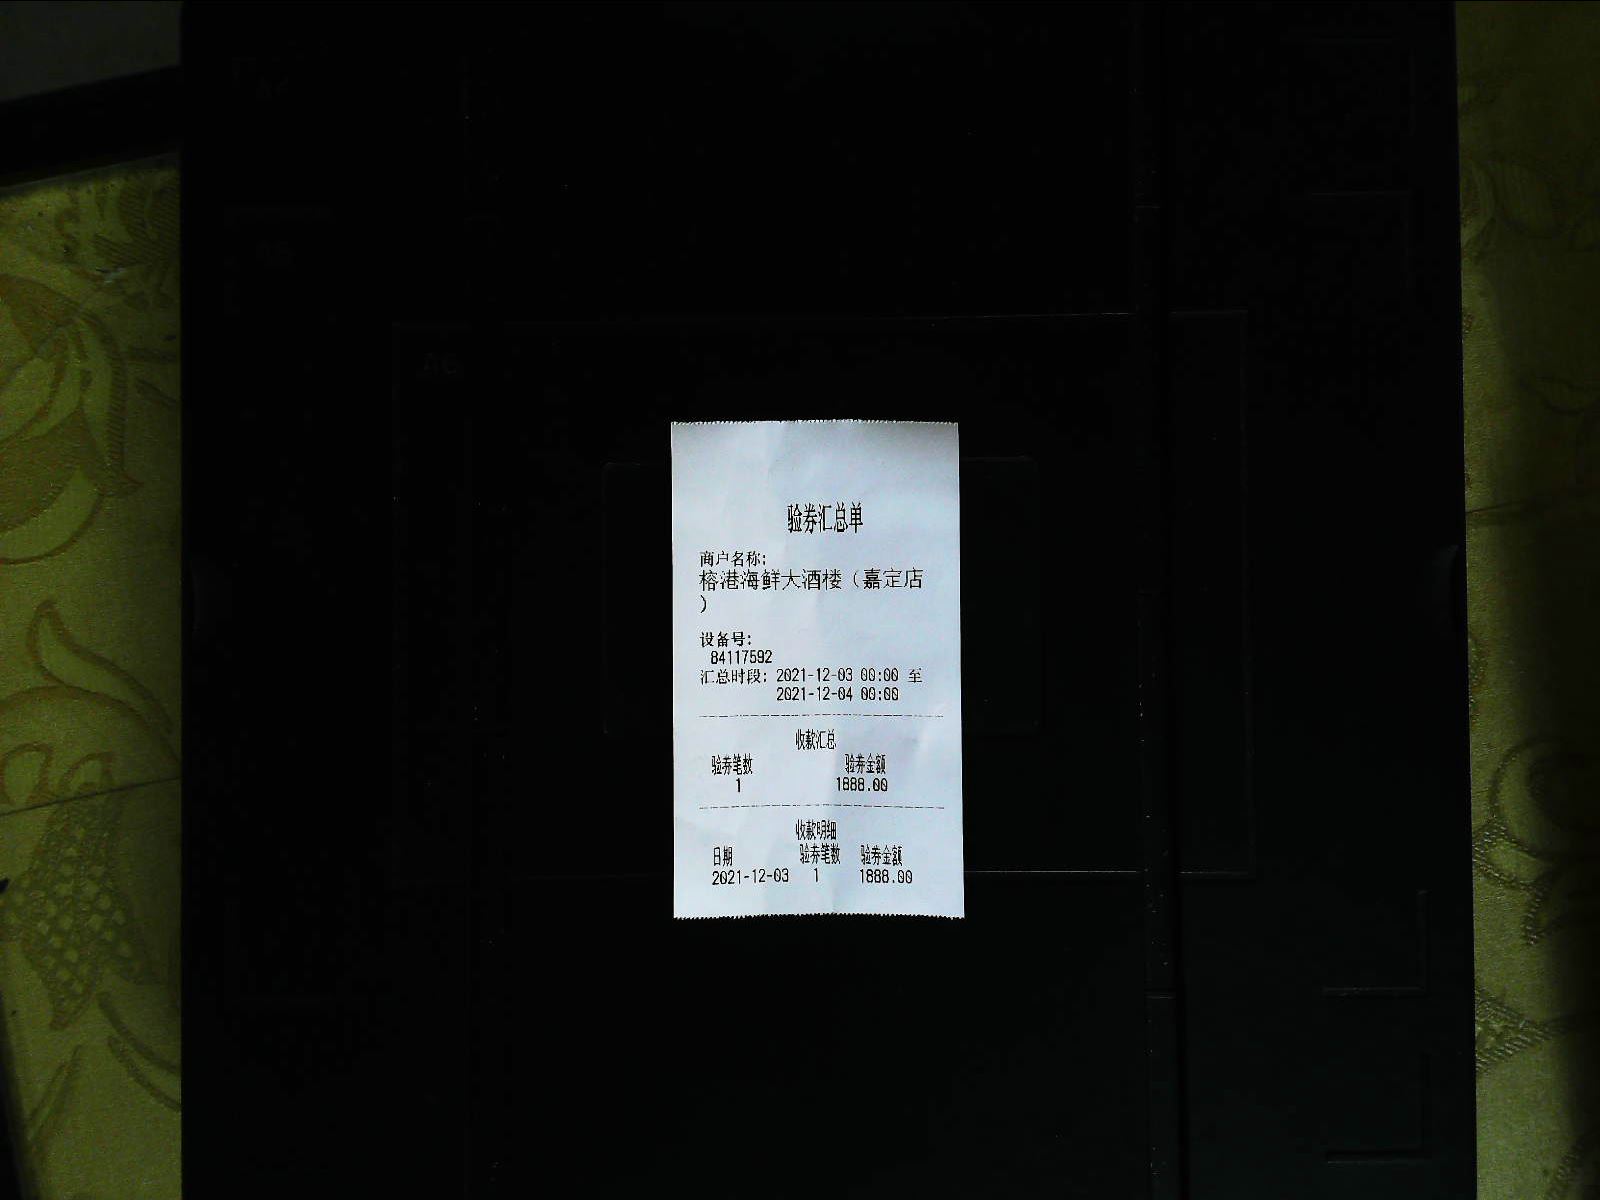 验券汇总单
商户名称:
榕港海鲜大酒楼（嘉定店
）
设备号:
84117592
汇总时段: 2021-12-03 00:00 至
2021-12-04 00:00
收款汇总
验券笔数 验券金额
1 1888.00
收款明细
日期 验券笔数 验券金额
2021-12-03 1 1888.00